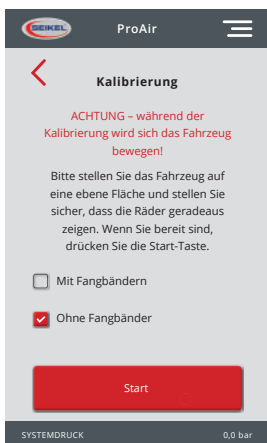 SEIKEL
ProAir
Kalibrierung
ACHTUNG – während der
Kalibrierung wird sich das Fahrzeug
bewegen!
Bitte stellen Sie das Fahrzeug auf
eine ebene Fläche und stellen Sie
sicher, dass die Räder geradeaus
zeigen. Wenn Sie bereit sind,
drücken Sie die Start-Taste.
Mit Fangbändern
Ohne Fangbänder
Start
SYSTEMDRUCK 0,0 bar